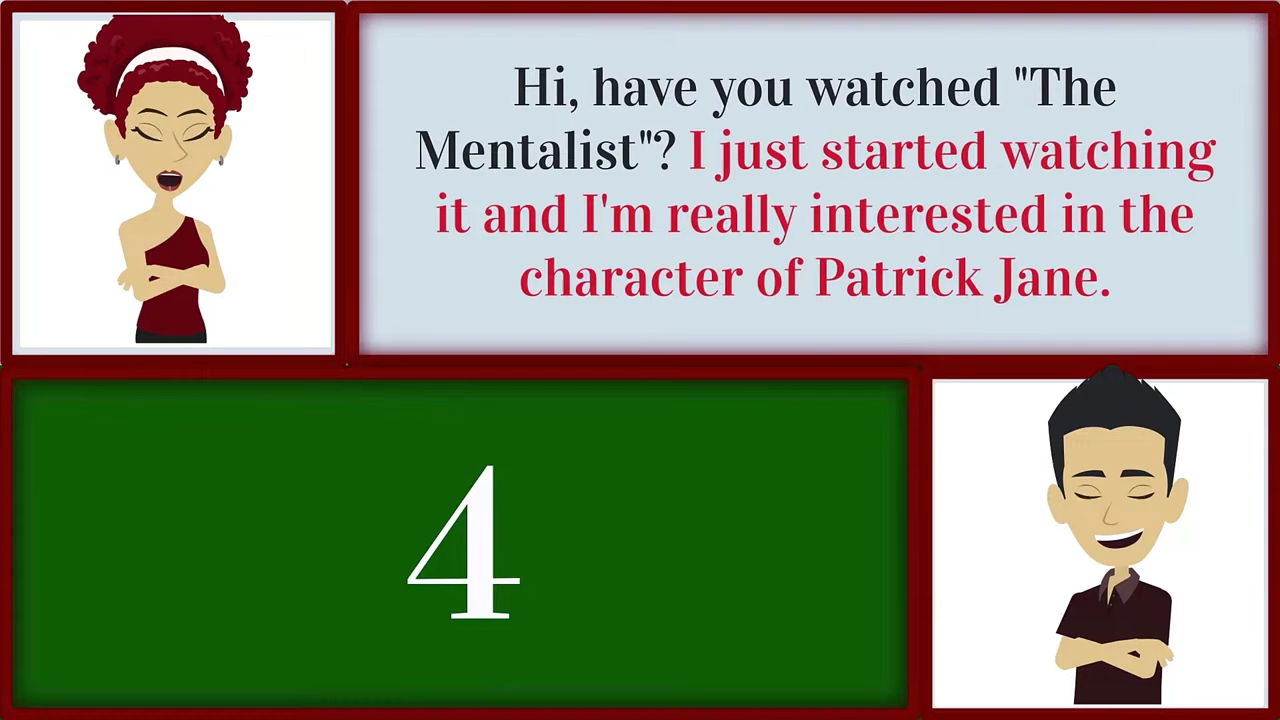 Hi, have you watched "The
Mentalist"? I just started watching
it and I'm really interested in the
character of Patrick Jane.
4